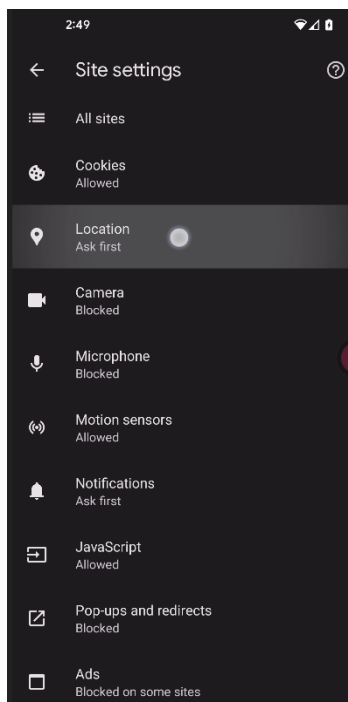 2:49
Site settings
All sites
Cookies
Allowed
Location
Ask first
Camera
Blocked
Microphone
Blocked
Motion sensors
Allowed
Notifications
Ask first
JavaScript
Allowed
Pop-ups and redirects
Blocked
Ads
Blocked on some sites